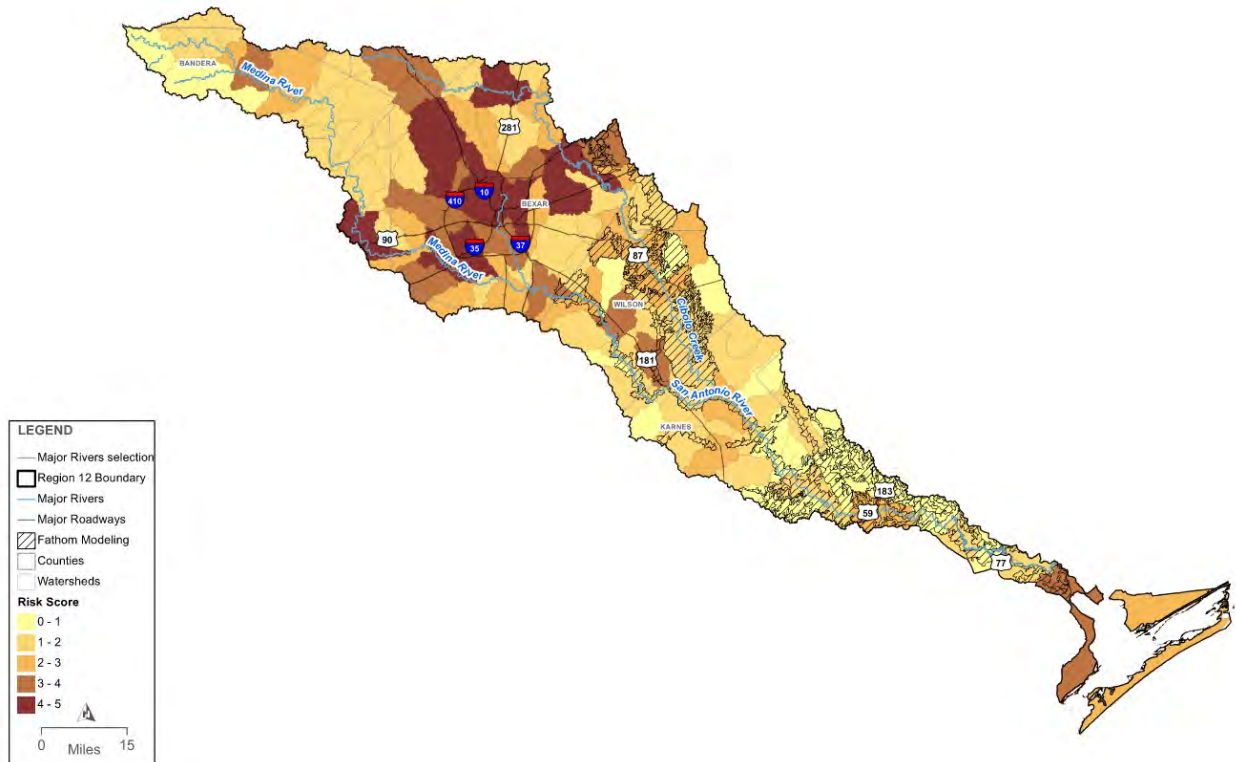 BANDERA
Medina River
281
10
410
BEXAR
90
35
37
Medina River
87
WILSON
Cibolo Creek
181
San Antonio River
KARNES
183
59
77
LEGEND
Major Rivers selection
Region 12 Boundary
Major Rivers
Major Roadways
Fathom Modeling
Counties
Watersheds
Risk Score
0 - 1
1 - 2
2 - 3
3 - 4
4 - 5
0 15
Miles